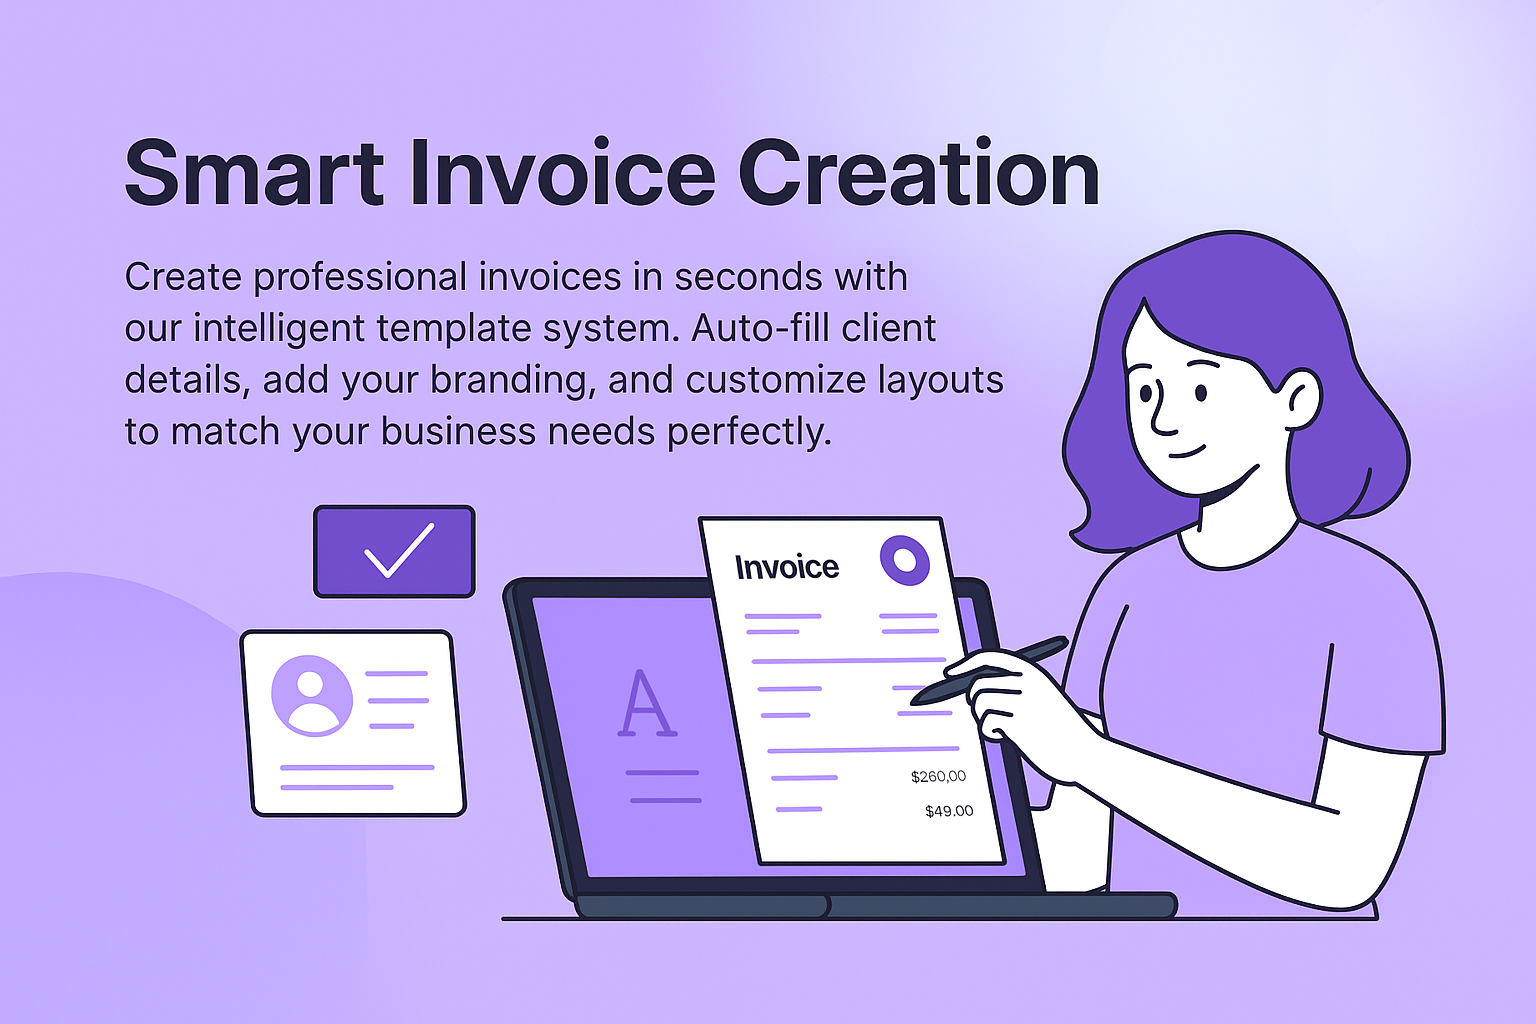 Smart Invoice Creation
Create professional invoices in seconds with
our intelligent template system. Auto-fill client
details, add your branding, and customize layouts
to match your business needs perfectly.
Invoice
A
$260,00
$49.00